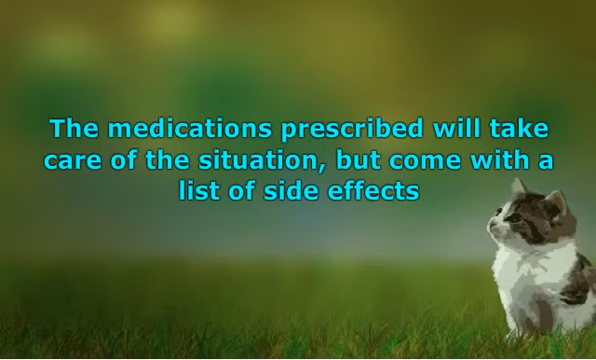 The medications prescribed will take
care of the situation, but come with a
list of side effects